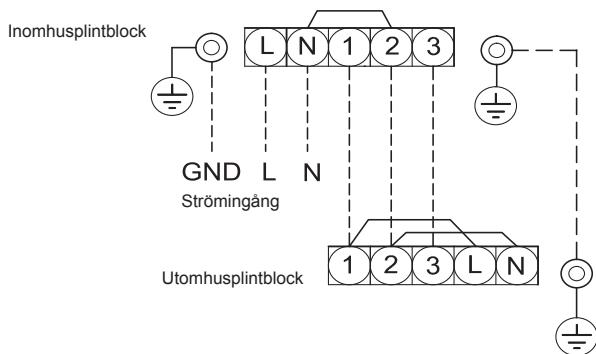 Inomhusplintblock
L N 1 2 3
GND L N
Strömingång
Utomhusplintblock
1 2 3 L N